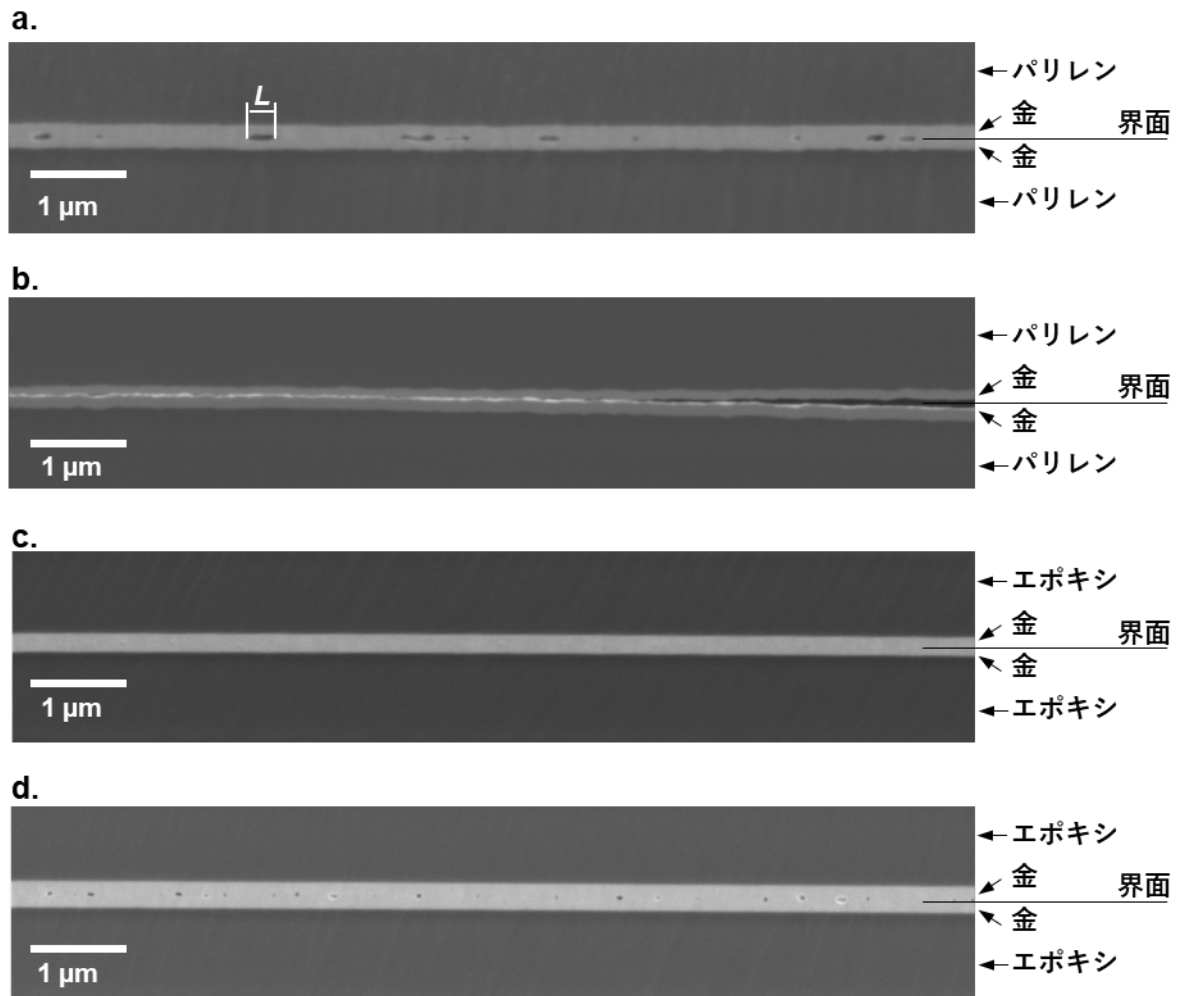 a.
L
パリレン
金
界面
金
1 μm
パリレン
b.
パリレン
金
界面
金
1 μm
パリレン
c.
エポキシ
金
界面
金
1 μm
エポキシ
d.
エポキシ
金
界面
金
1 μm
エポキシ